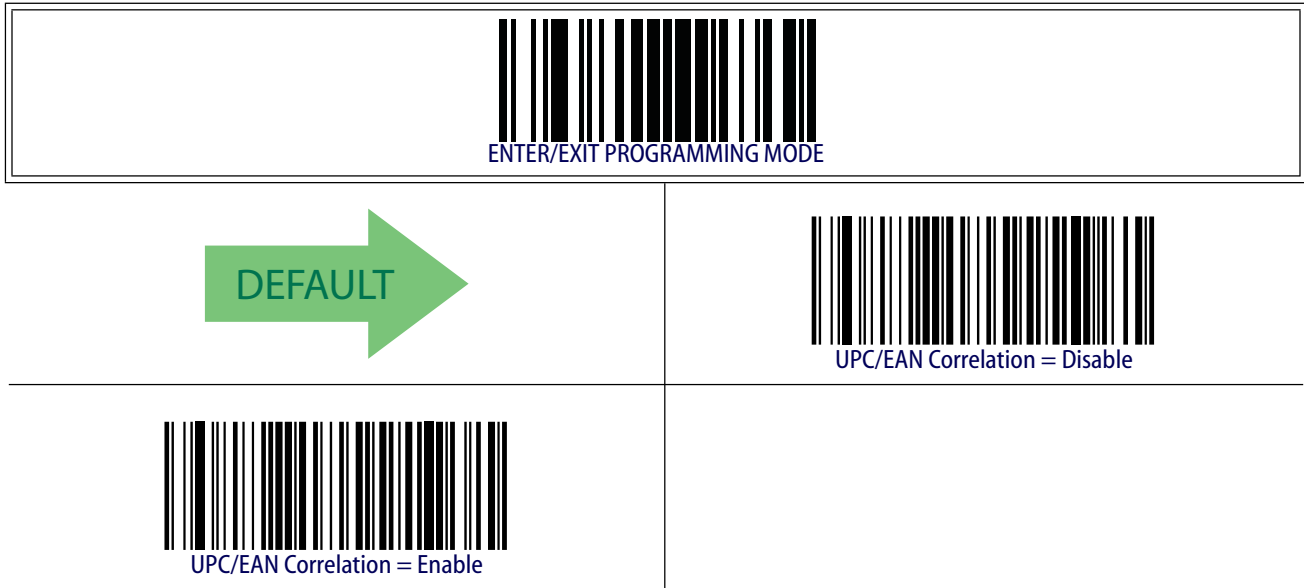 ENTER/EXIT PROGRAMMING MODE
DEFAULT
UPC/EAN Correlation = Disable
UPC/EAN Correlation = Enable